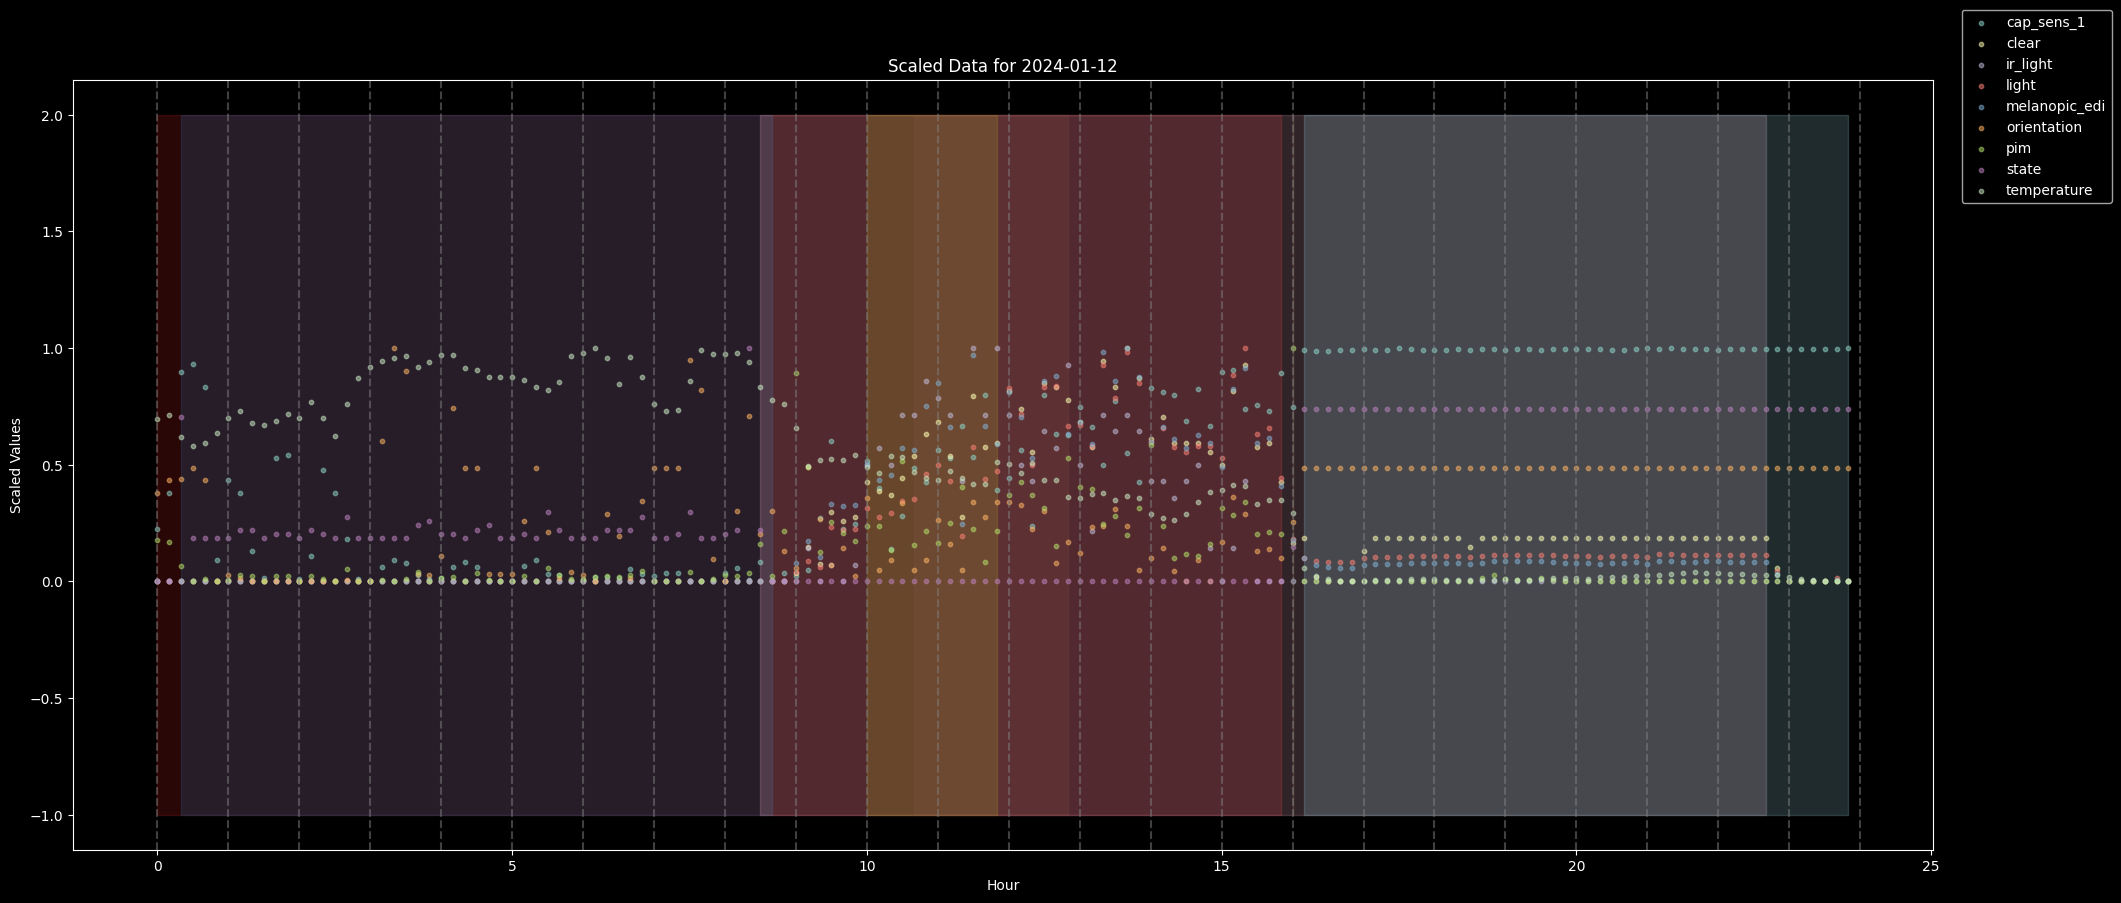 Scaled Data for 2024-01-12
cap_sens_1
clear
ir_light
light
melanopic_edi
orientation
pim
state
temperature
Scaled Values
2.0
1.5
1.0
0.5
0.0
−0.5
−1.0
0 5 10 15 20 25
Hour